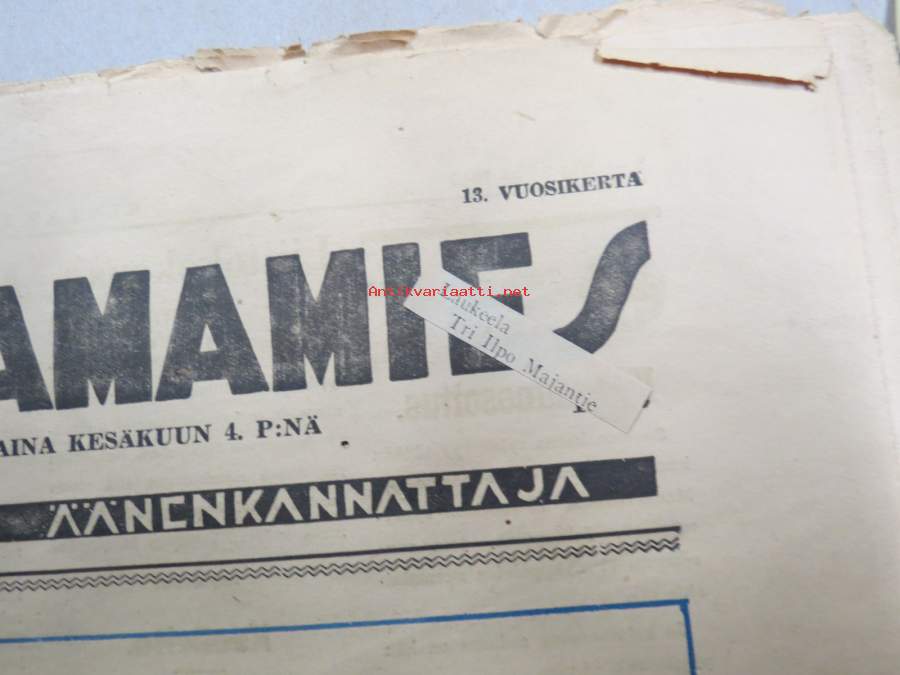 13. VUOSIKERTA
AMAMIES
Antikvariaatti.net
Laukeela
Tri Ilpo Majantie
AINA KESÄKUUN 4. P:NÄ
ÄÄNENKANNATTAJA